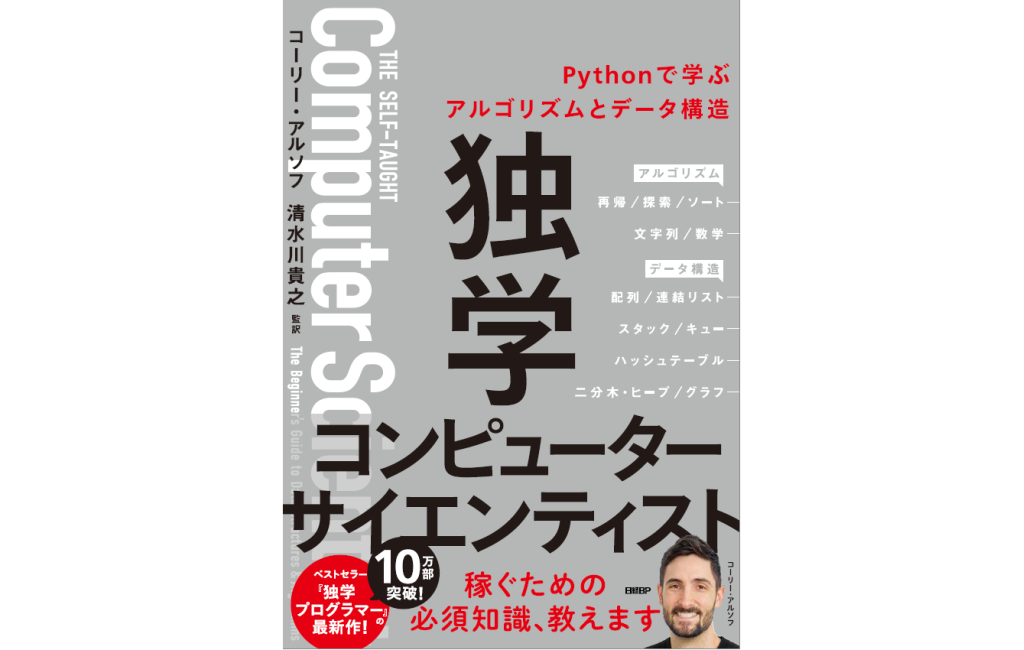 Pythonで学ぶ
アルゴリズムとデータ構造
コーリー・アルソフ 清水川貴之 監訳
THE SELF-TAUGHT
Computer Scientist
The Beginner's Guide to Data Structures &
独学
コンピューター
サイエンティスト
アルゴリズム
再帰/探索/ソート
文字列/数学
データ構造
配列/連結リスト
スタック/キュー
ハッシュテーブル
二分木・ヒープ/グラフ
ベストセラー
『独学
プログラマー』の
最新作!
10万部
突破!
稼ぐための
必須知識、教えます
日経BP
コーリー・アルソフ